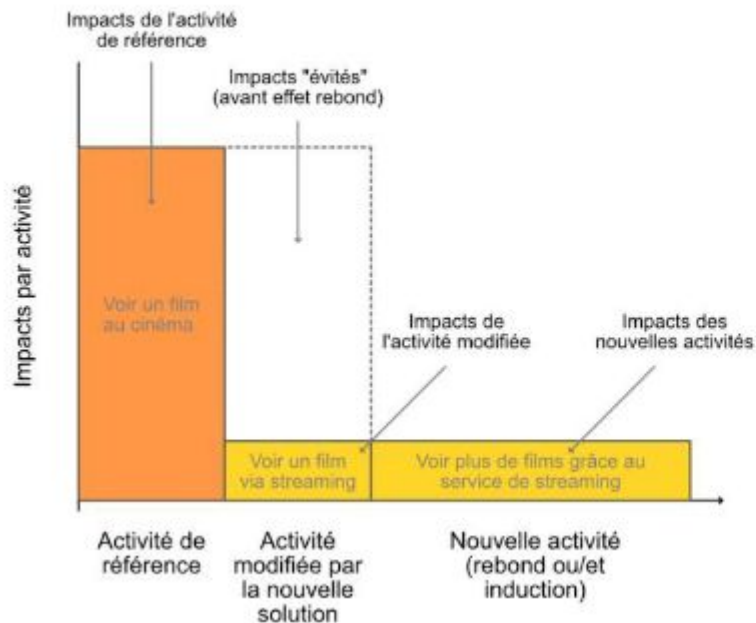 Impacts de l'activité
de référence
Impacts "évités"
(avant effet rebond)
Impacts par activité
Voir un film
au cinéma
Impacts de
l'activité modifiée
Impacts des
nouvelles activités
Voir un film
via streaming
Voir plus de films grâce au
service de streaming
Activité de
référence
Activité
modifiée par
la nouvelle
solution
Nouvelle activité
(rebond ou/et
induction)